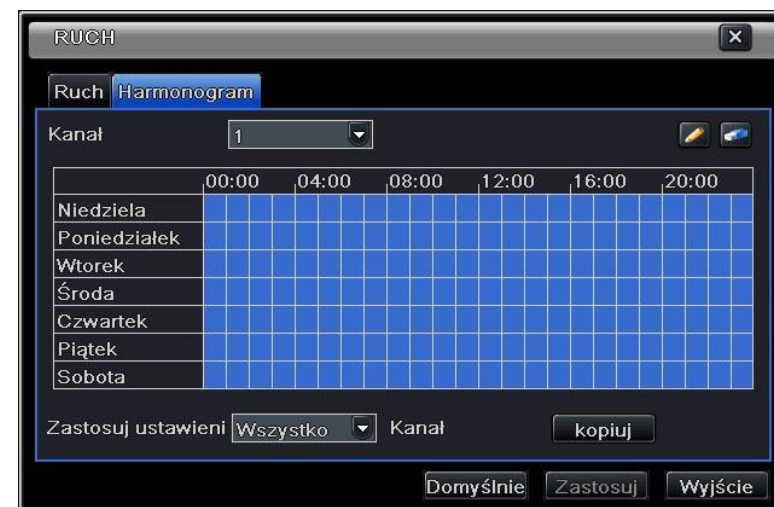 RUCH
Ruch Harmonogram
Kanał 1
00:00 04:00 08:00 12:00 16:00 20:00
Niedziela
Poniedziałek
Wtorek
Środa
Czwartek
Piątek
Sobota
Zastosuj ustawieni Wszystko Kanał kopiuj
Domyślnie Zastosuj Wyjście